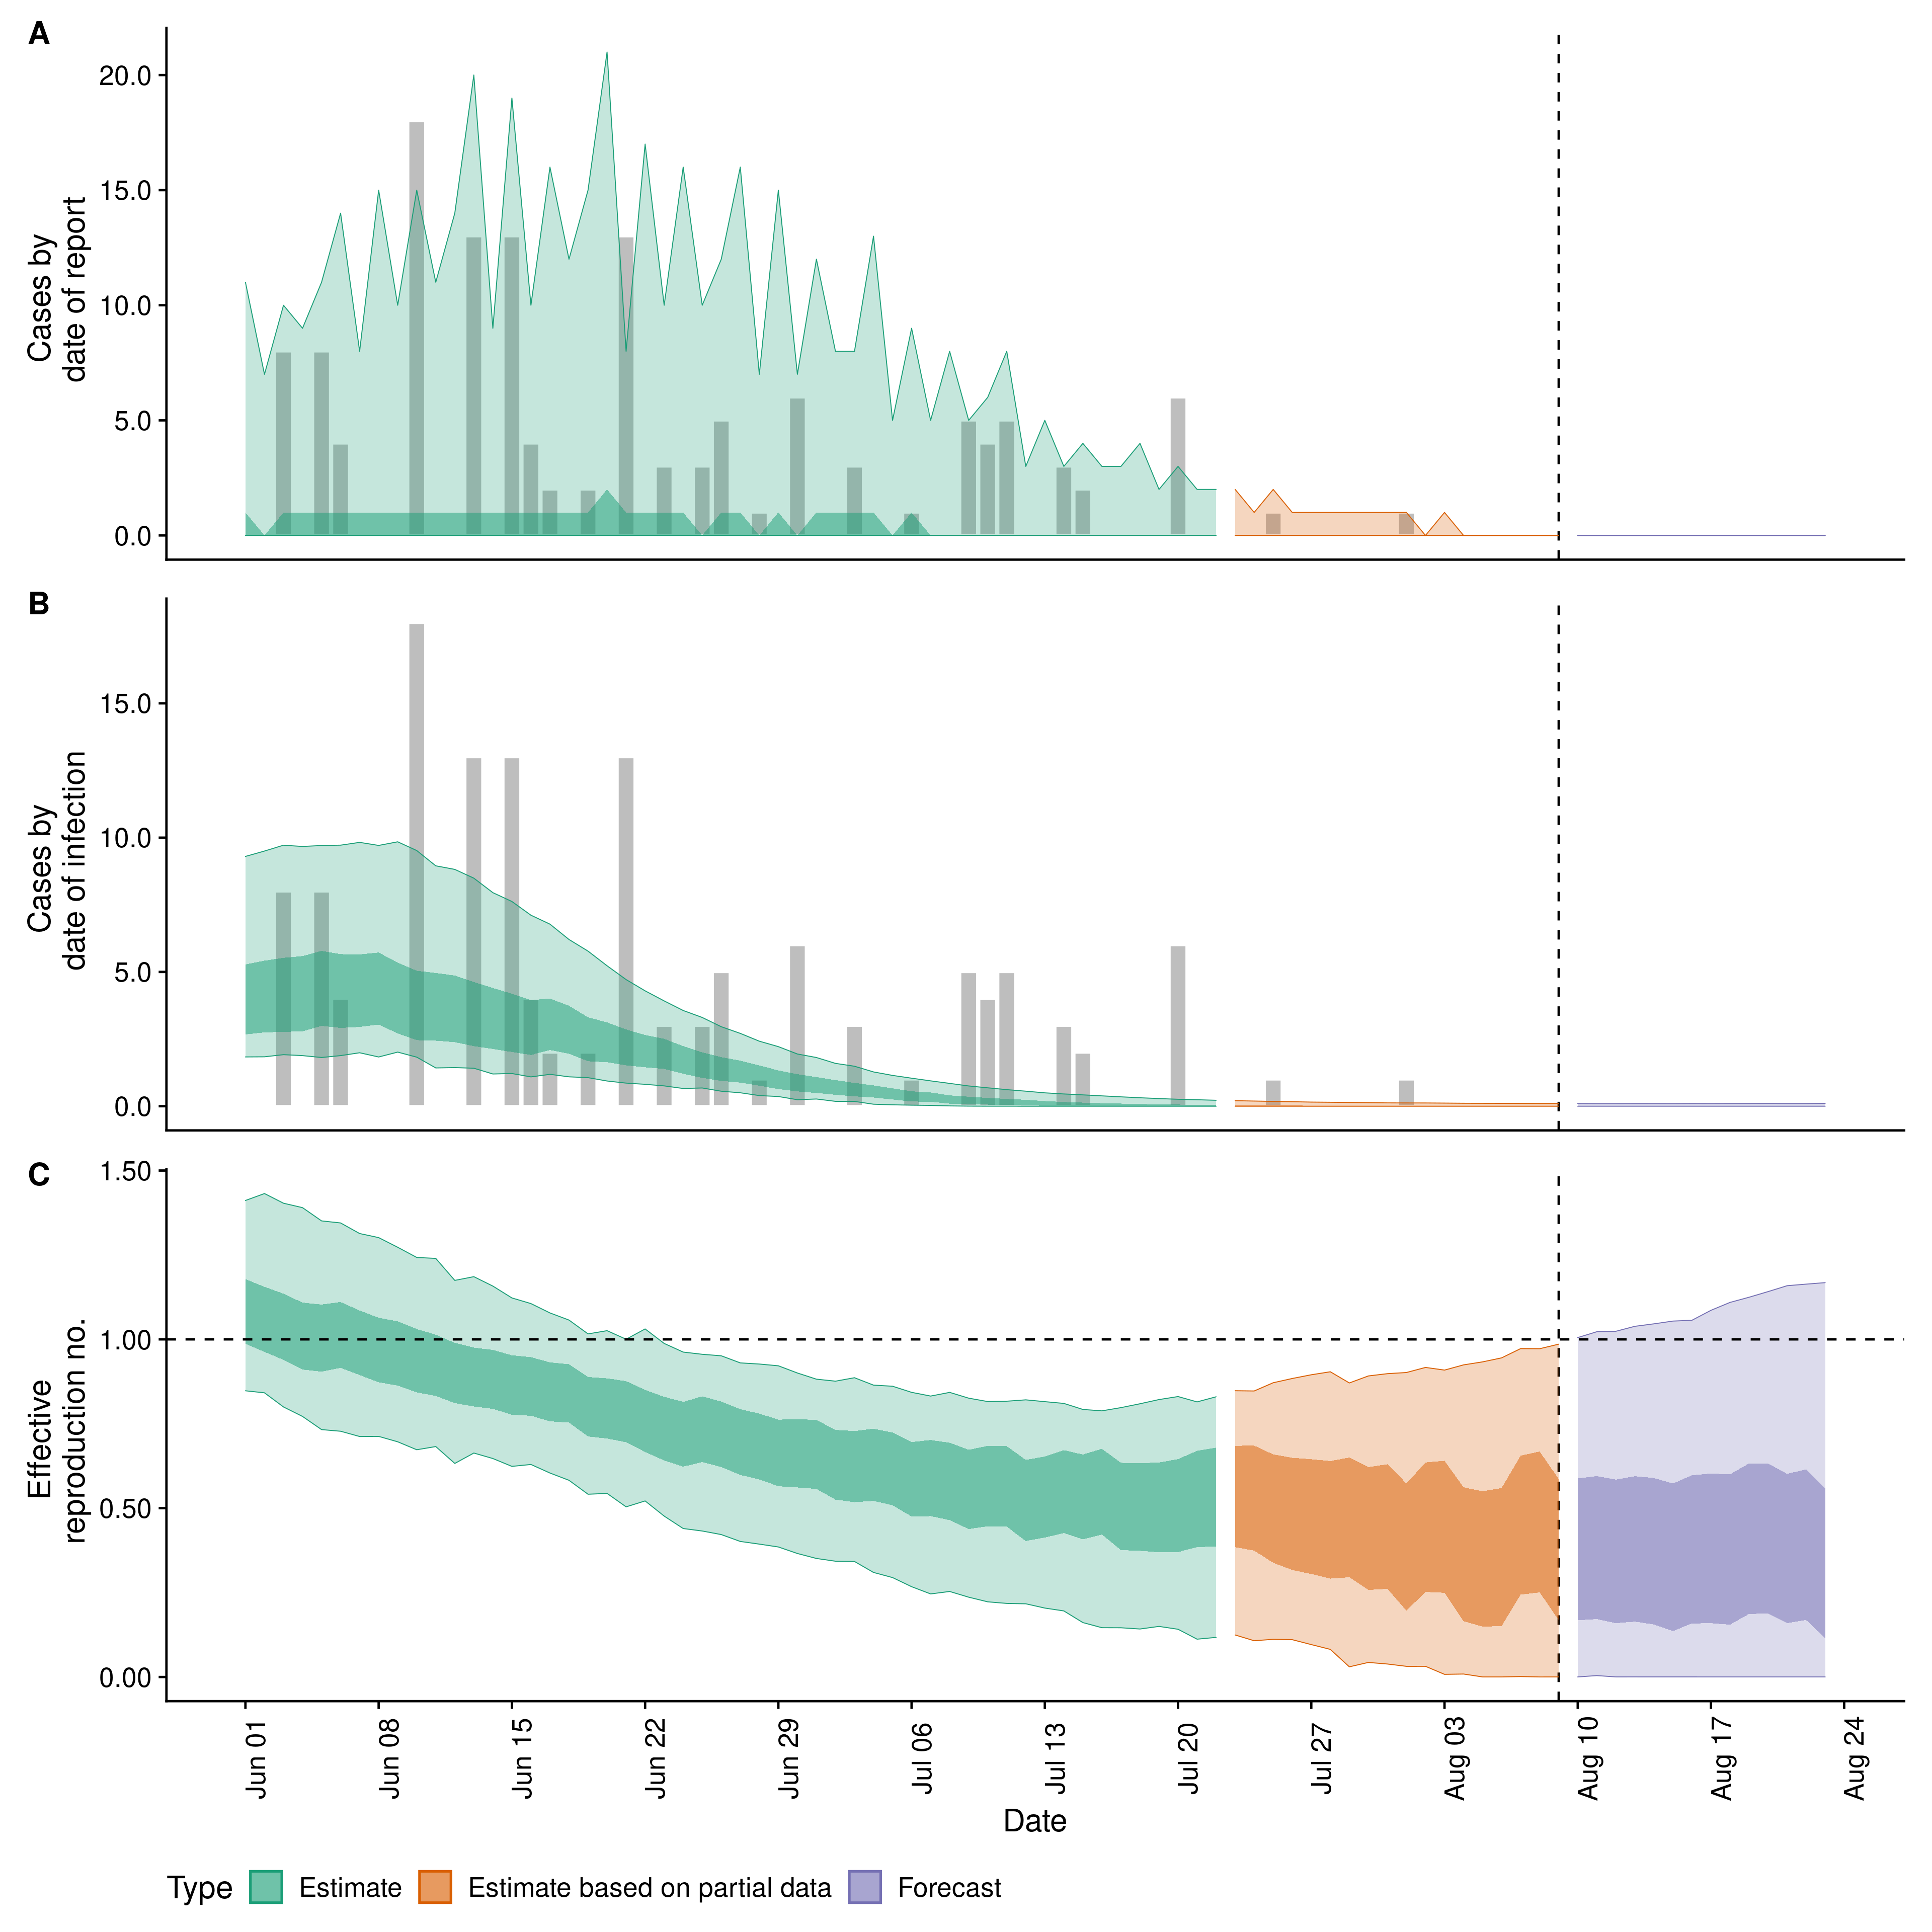 A
Cases by
date of report
20.0
15.0
10.0
5.0
0.0
B
Cases by
date of infection
15.0
10.0
5.0
0.0
C
Effective
reproduction no.
1.50
1.00
0.50
0.00
Jun 01
Jun 08
Jun 15
Jun 22
Jun 29
Jul 06
Jul 13
Jul 20
Jul 27
Aug 03
Aug 10
Aug 17
Aug 24
Date
Type
Estimate
Estimate based on partial data
Forecast